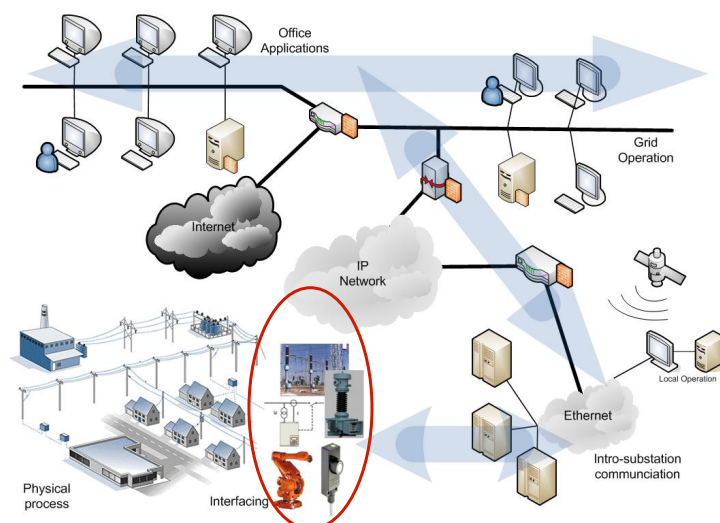 Office
Applications
Grid
Operation
Internet
IP
Network
Local Operation
Ethernet
Intro-substation
communciation
Physical
process
Interfacing